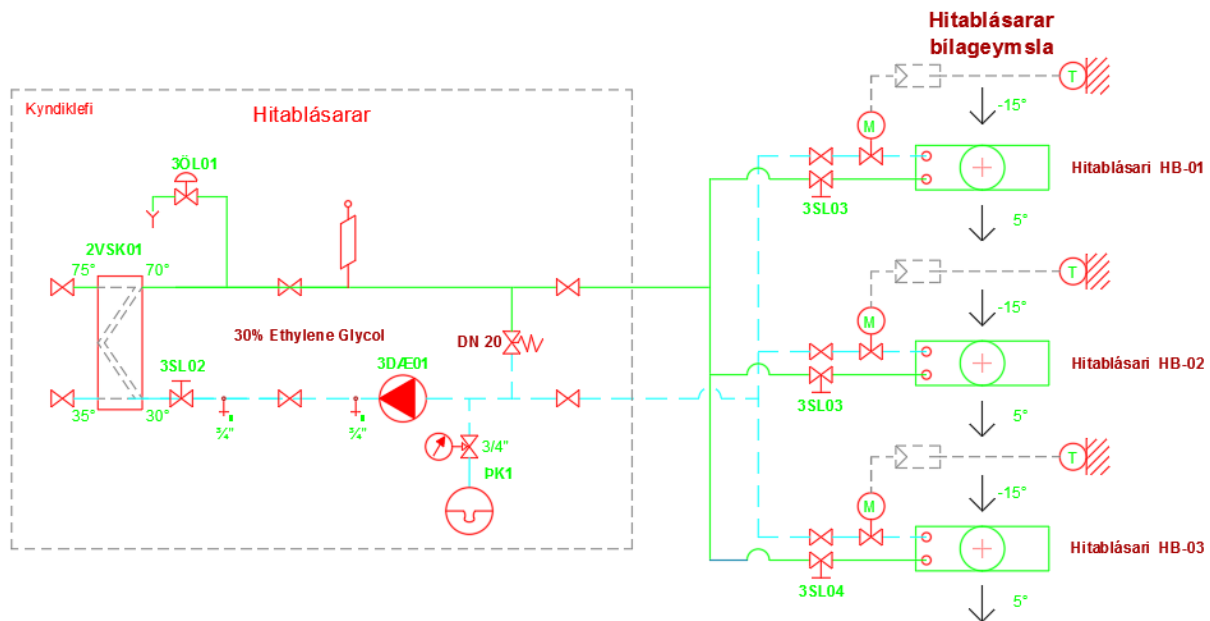 Hitablásarar
bílageymsla
Kyndiklefi
Hitablásarar
T
-15°
M
3ÖL01
Hitablásari HB-01
3SL03
2VSK01
5°
75°
70°
T
-15°
M
30% Ethylene Glycol
DN 20
3SL02
3DÆ01
Hitablásari HB-02
3SL03
35°
30°
¾"
¾"
5°
3/4"
ÞK1
T
-15°
M
Hitablásari HB-03
3SL04
5°